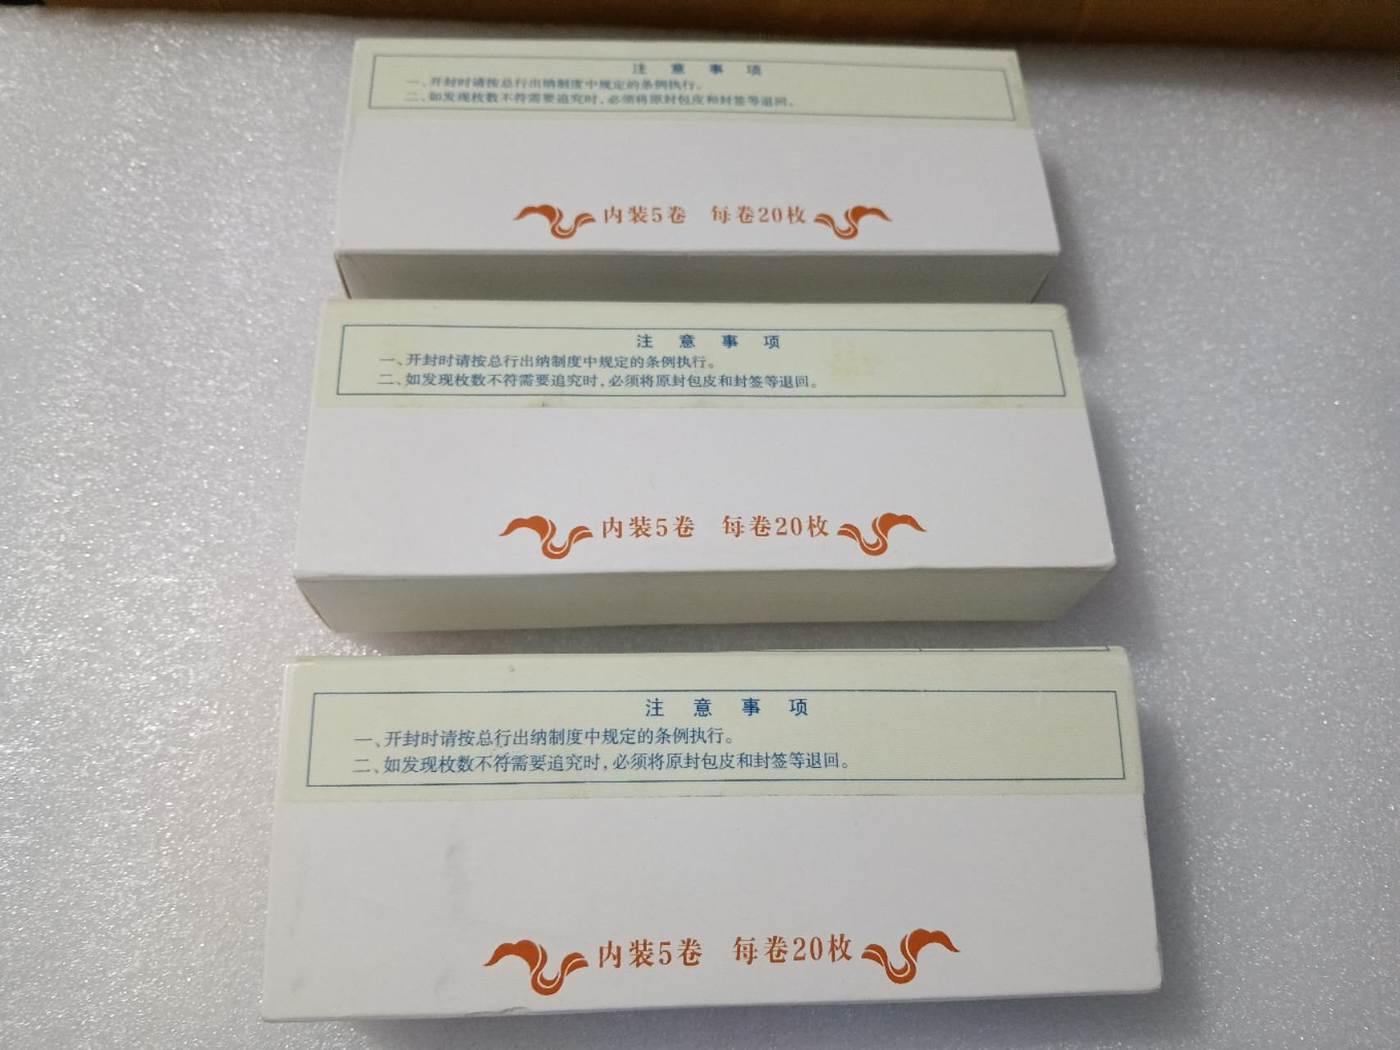 注 意 事 项
一、开封时请按总行出纳制度中规定的条例执行。
二、如发现枚数不符需要追究时，必须将原封包皮和封签等退回。
内装5卷 每卷20枚
注 意 事 项
一、开封时请按总行出纳制度中规定的条例执行。
二、如发现枚数不符需要追究时，必须将原封包皮和封签等退回。
内装5卷 每卷20枚
注 意 事 项
一、开封时请按总行出纳制度中规定的条例执行。
二、如发现枚数不符需要追究时，必须将原封包皮和封签等退回。
内装5卷 每卷20枚